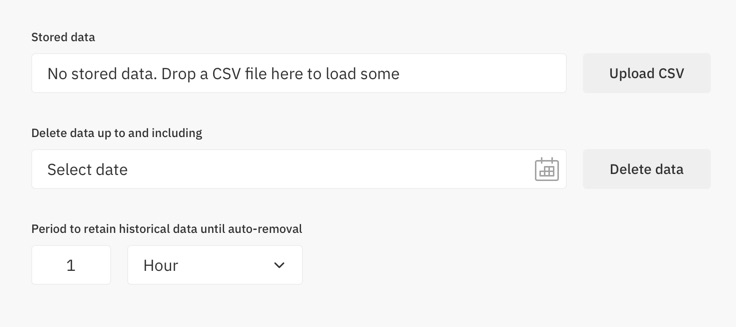 Stored data
No stored data. Drop a CSV file here to load some
Upload CSV
Delete data up to and including
Select date
Delete data
Period to retain historical data until auto-removal
1
Hour